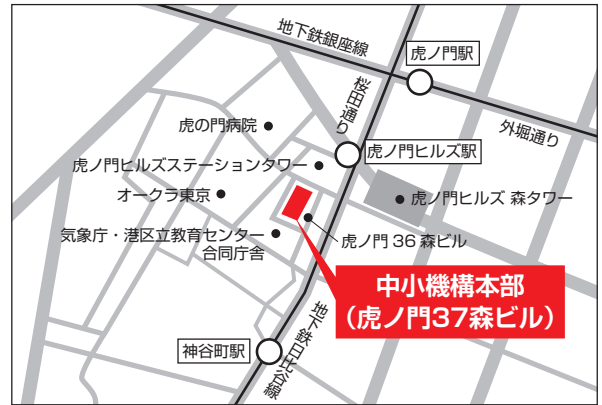 地下鉄銀座線
虎ノ門駅
桜田通り
外堀通り
虎の門病院
虎ノ門ヒルズ駅
虎ノ門ヒルズステーションタワー
オークラ東京
虎ノ門ヒルズ 森タワー
気象庁・港区立教育センター
合同庁舎
虎ノ門 36 森ビル
中小機構本部
（虎ノ門37森ビル）
地下鉄日比谷線
神谷町駅